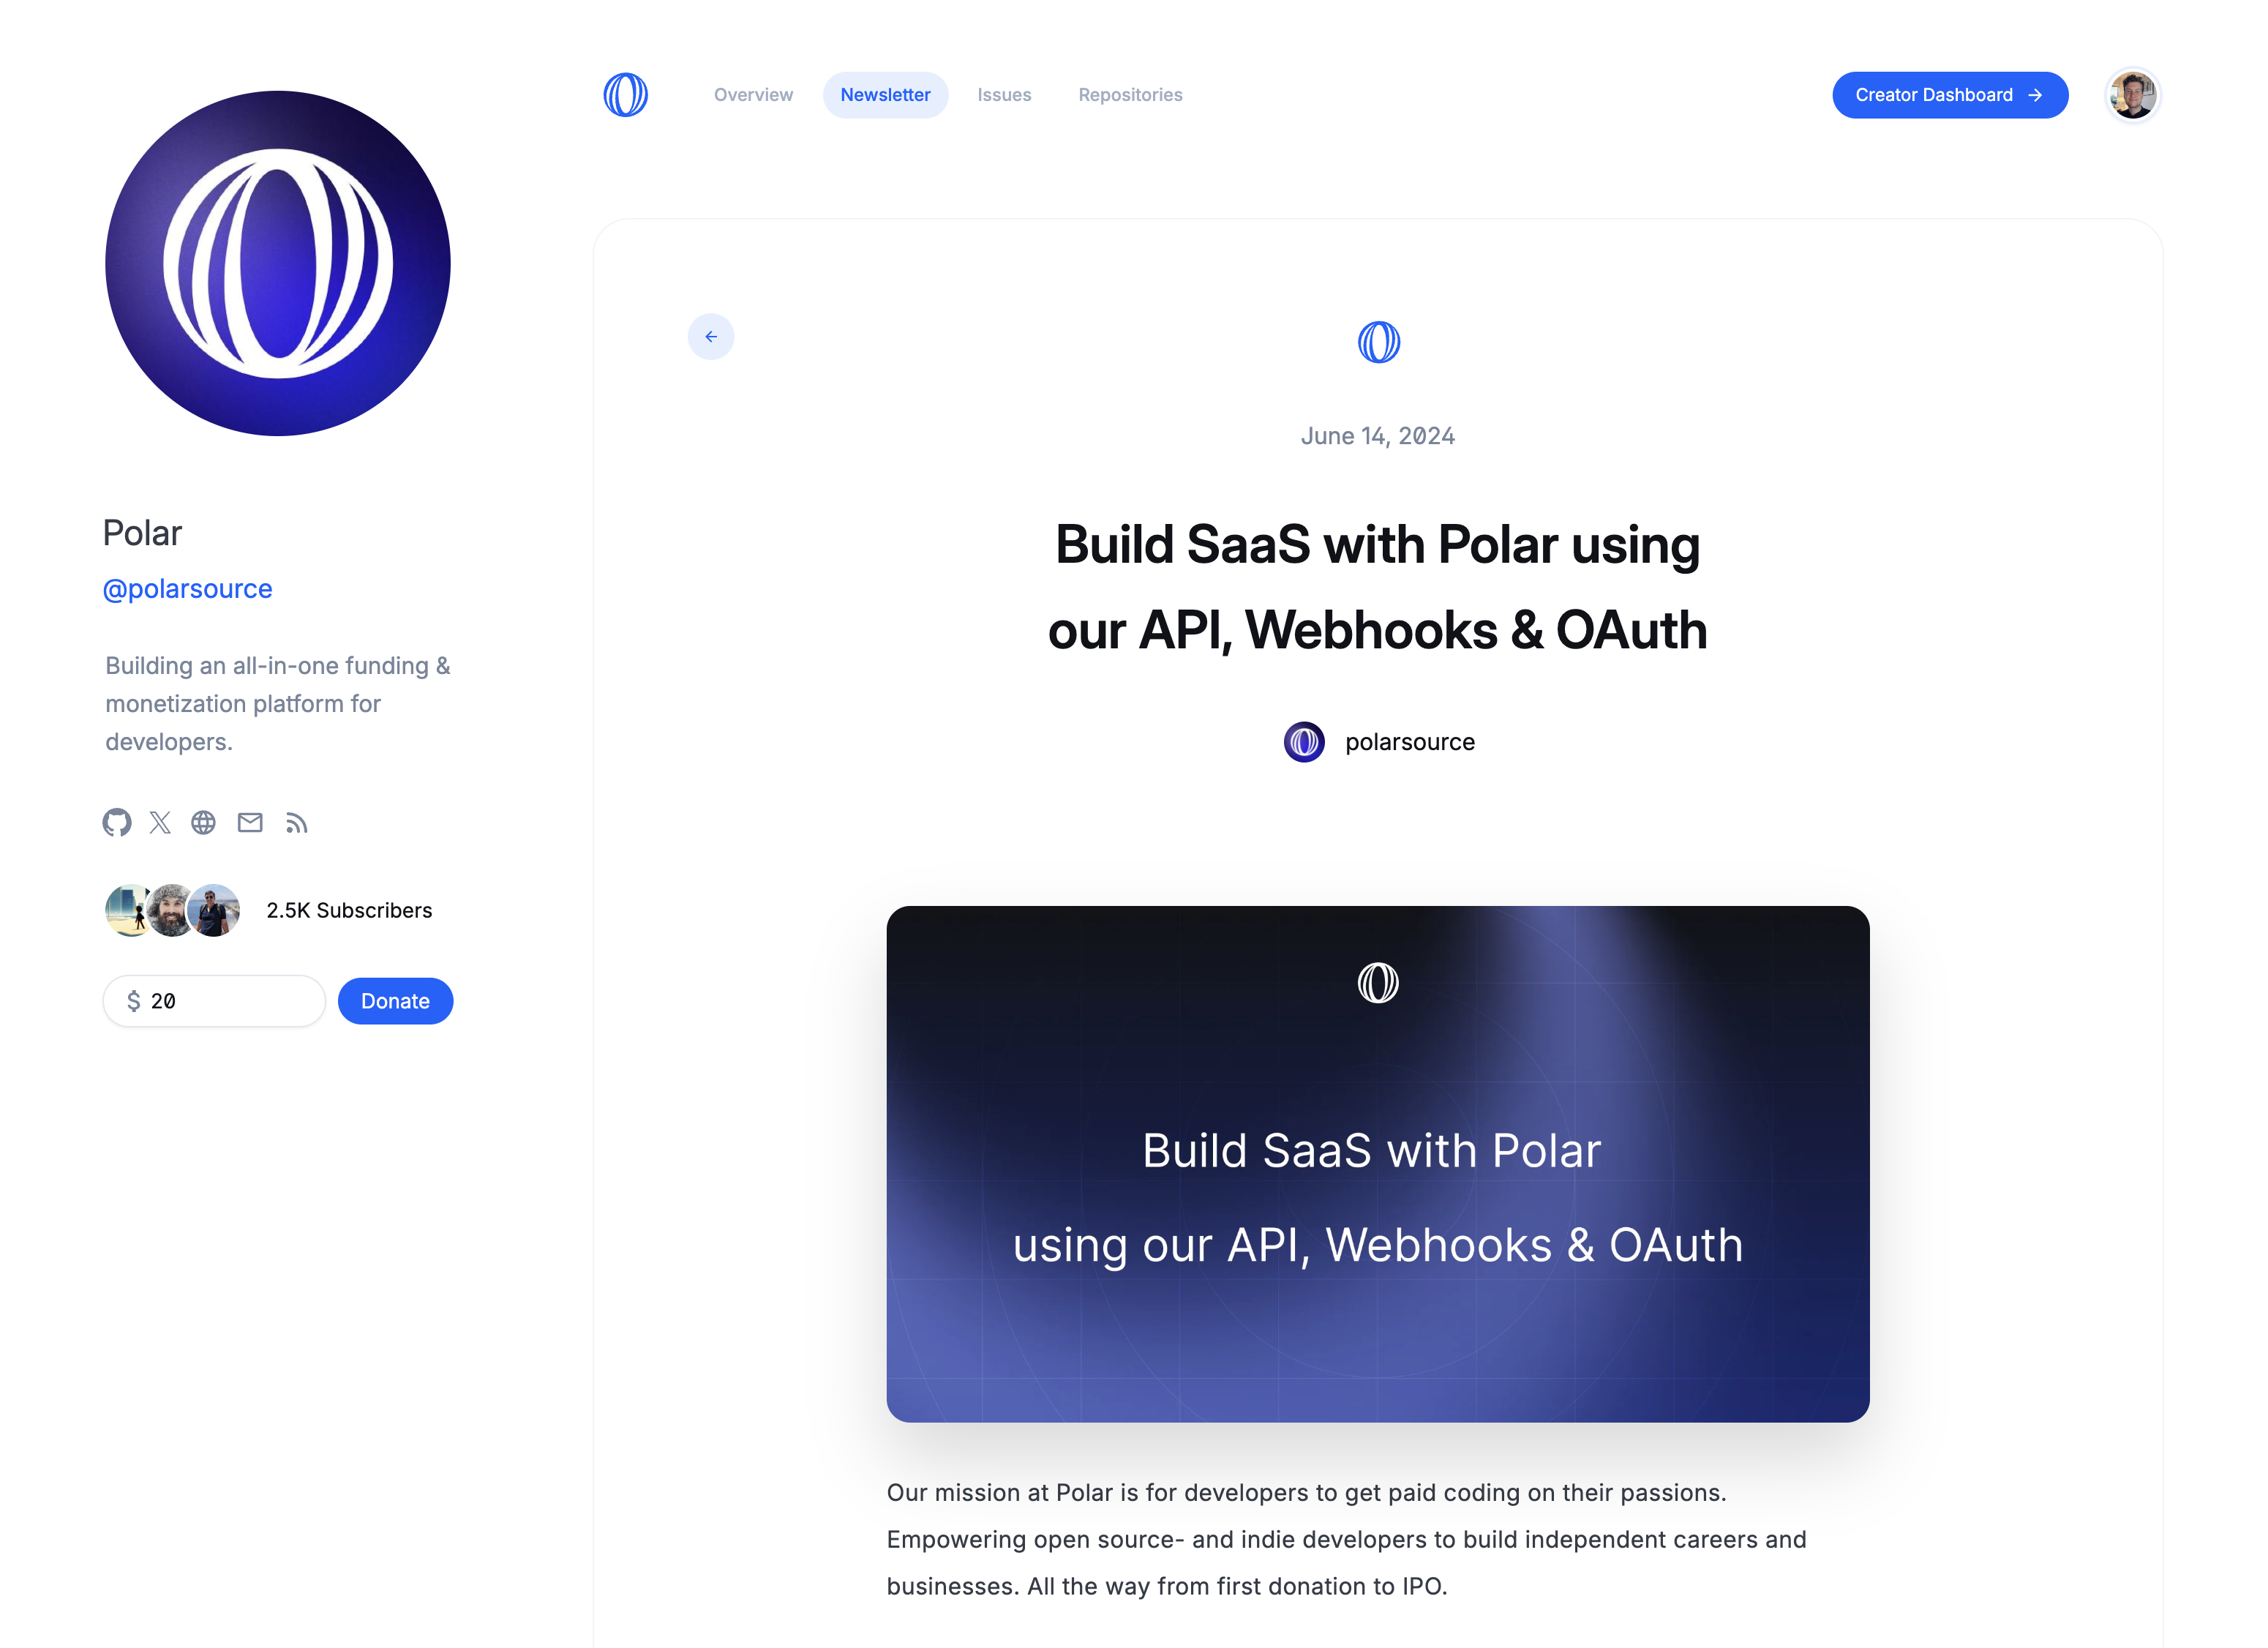 Overview
Newsletter
Issues
Repositories
Creator Dashboard
Polar
@polarsource
Building an all-in-one funding &
monetization platform for
developers.
2.5K Subscribers
$ 20
Donate
June 14, 2024
Build SaaS with Polar using
our API, Webhooks & OAuth
polarsource
Build SaaS with Polar
using our API, Webhooks & OAuth
Our mission at Polar is for developers to get paid coding on their passions.
Empowering open source- and indie developers to build independent careers and
businesses. All the way from first donation to IPO.